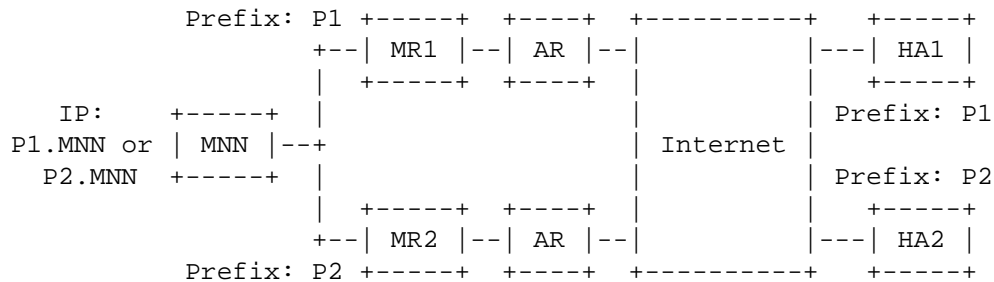 Prefix: P1 +-----+ +----+ +----------+ +-----+
+--| MR1 |--| AR |--| |---| HA1 |
| +-----+ +----+ | | +-----+
IP: +-----+ | | | Prefix: P1
P1.MNN or | MNN |--+ | Internet |
P2.MNN +-----+ | | | Prefix: P2
| +-----+ +----+ | | +-----+
+--| MR2 |--| AR |--| |---| HA2 |
Prefix: P2 +-----+ +----+ +----------+ +-----+